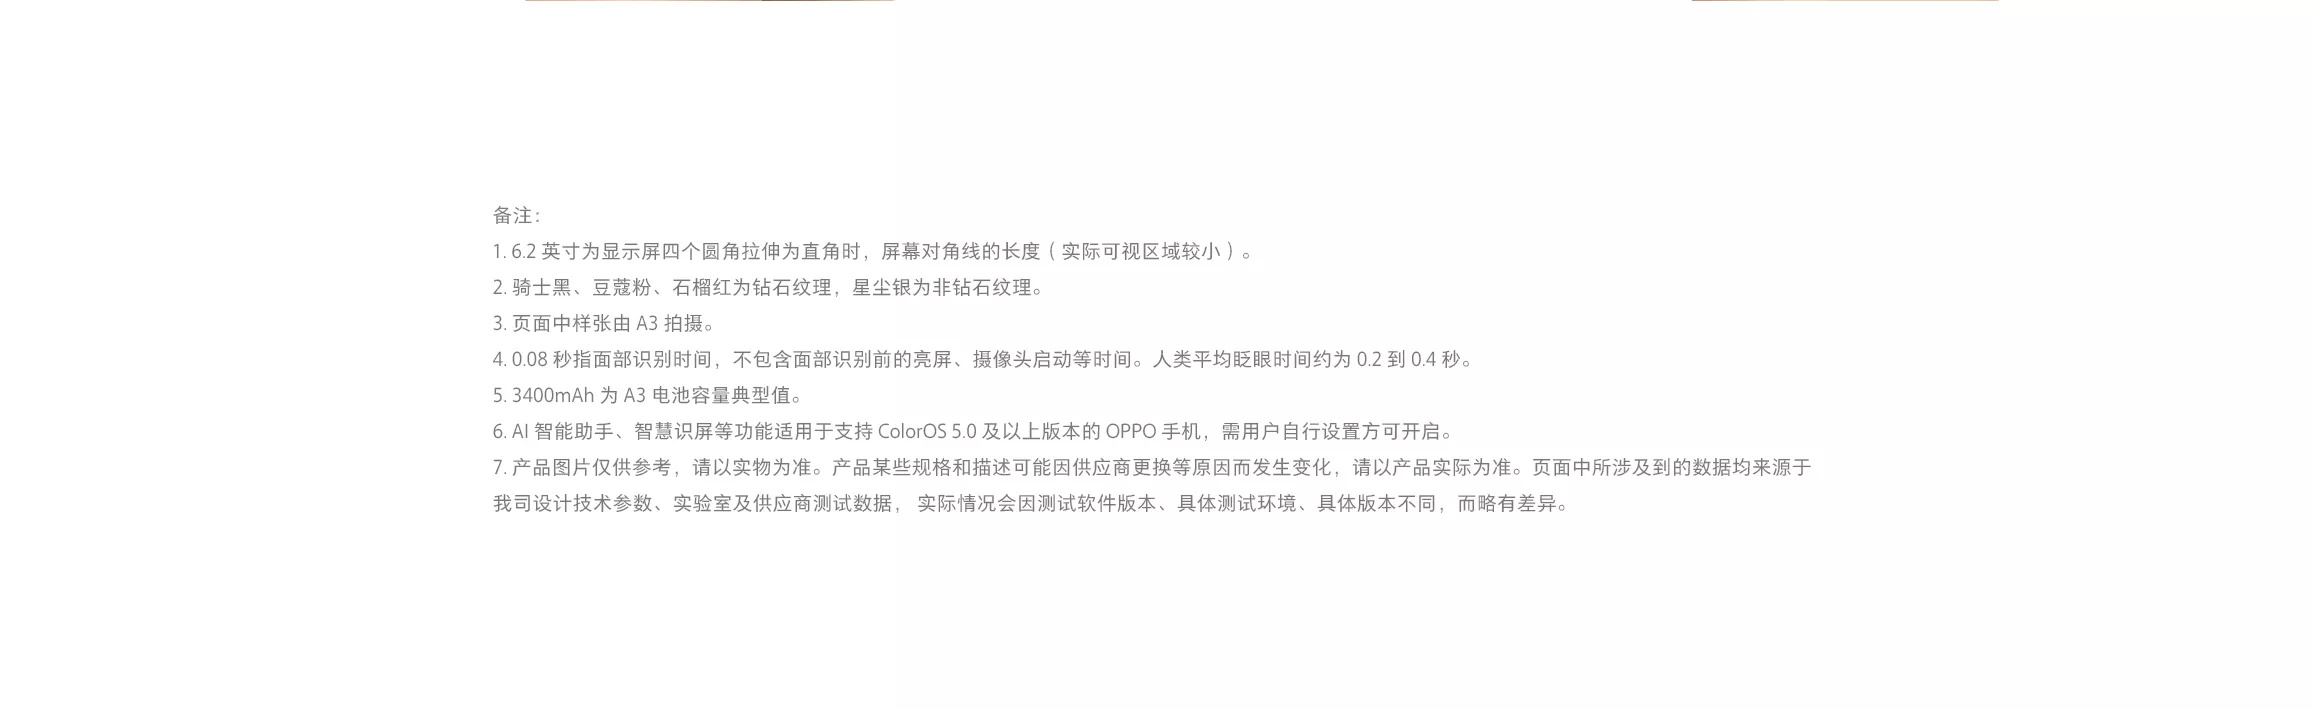 备注：
1. 6.2 英寸为显示屏四个圆角拉伸为直角时，屏幕对角线的长度（实际可视区域较小）。
2. 骑士黑、豆蔻粉、石榴红为钻石纹理，星尘银为非钻石纹理。
3. 页面中样张由 A3 拍摄。
4. 0.08 秒指面部识别时间，不包含面部识别前的亮屏、摄像头启动等时间。人类平均眨眼时间约为 0.2 到 0.4 秒。
5. 3400mAh 为 A3 电池容量典型值。
6. AI 智能助手、智慧识屏等功能适用于支持 ColorOS 5.0 及以上版本的 OPPO 手机，需用户自行设置方可开启。
7. 产品图片仅供参考，请以实物为准。产品某些规格和描述可能因供应商更换等原因而发生变化，请以产品实际为准。页面中所涉及到的数据均来源于
我司设计技术参数、实验室及供应商测试数据， 实际情况会因测试软件版本、具体测试环境、具体版本不同，而略有差异。